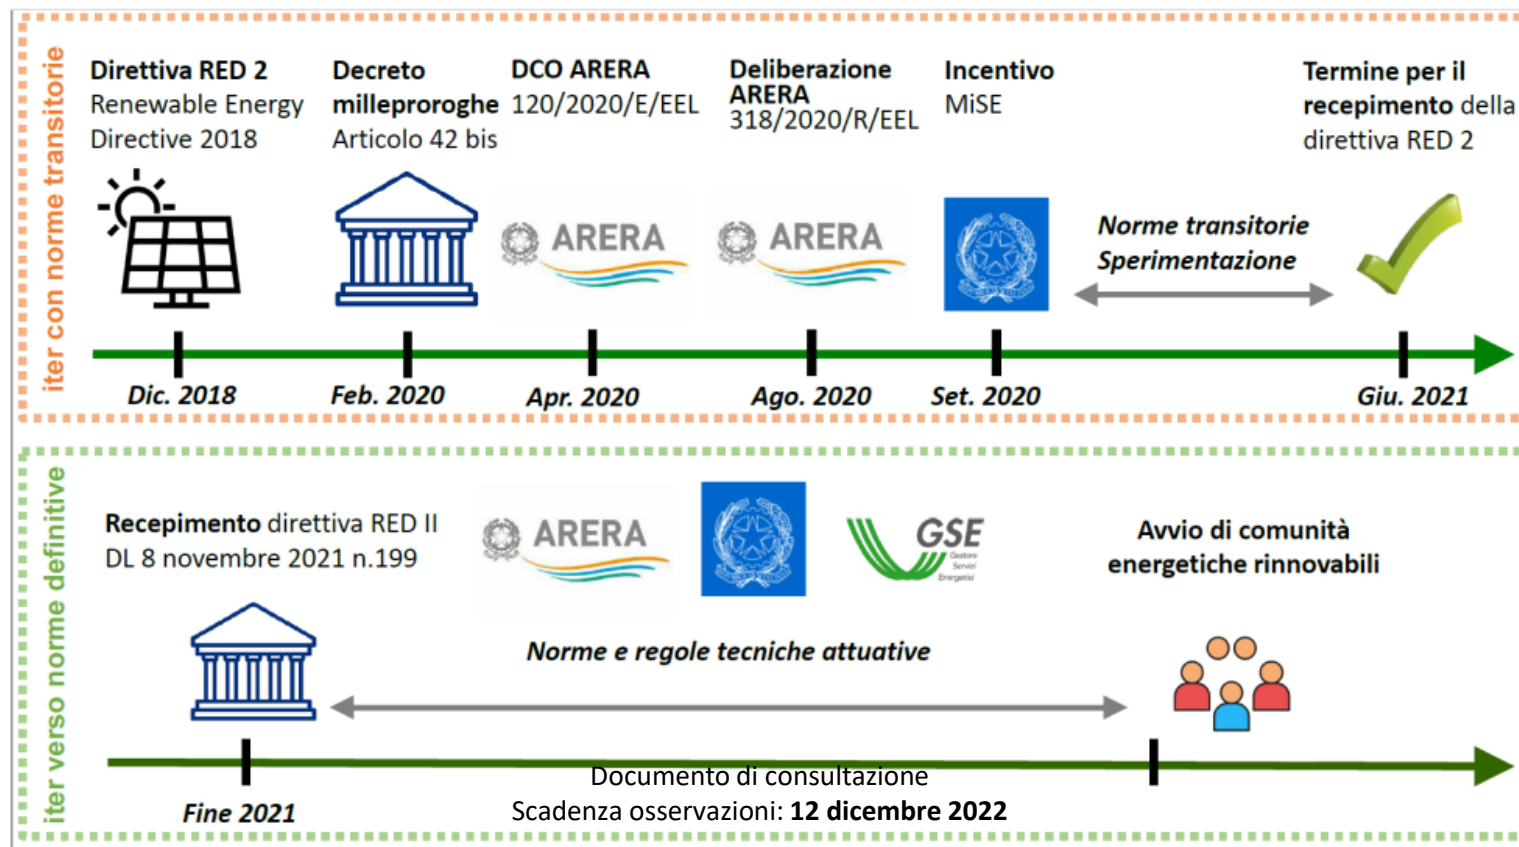 iter con norme transitorie
Direttiva RED 2
Renewable Energy
Directive 2018
Decreto
milleproroghe
Articolo 42 bis
DCO ARERA
120/2020/E/EEL
Deliberazione
ARERA
318/2020/R/EEL
Incentivo
MiSE
Termine per il
recepimento della
direttiva RED 2
ARERA
ARERA
Norme transitorie
Sperimentazione
Dic. 2018
Feb. 2020
Apr. 2020
Ago. 2020
Set. 2020
Giu. 2021
iter verso norme definitive
Recepimento direttiva RED II
DL 8 novembre 2021 n.199
ARERA
GSE
Gestore
Servizi
Energetici
Avvio di comunità
energetiche rinnovabili
Norme e regole tecniche attuative
Fine 2021
Documento di consultazione
Scadenza osservazioni: 12 dicembre 2022